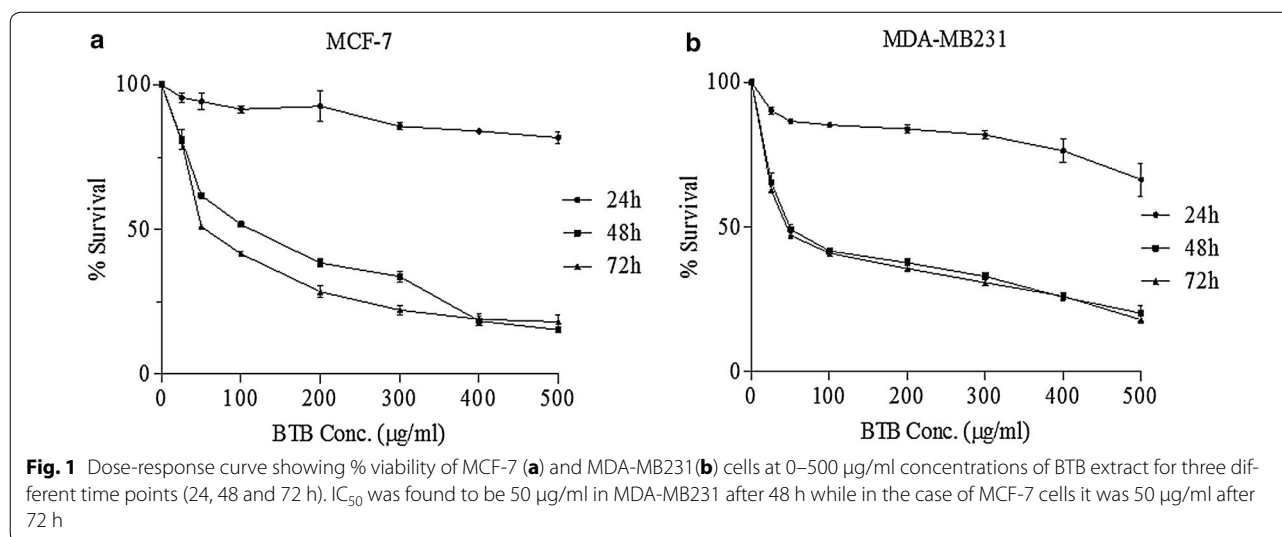 a
MCF-7
100
50
0
% Survival
0 100 200 300 400 500
BTB Conc. (µg/ml)
24h
48h
72h
b
MDA-MB231
100
50
0
% Survival
0 100 200 300 400 500
BTB Conc. (µg/ml)
24h
48h
72h
Fig. 1 Dose-response curve showing % viability of MCF-7 (a) and MDA-MB231(b) cells at 0–500 µg/ml concentrations of BTB extract for three dif-
ferent time points (24, 48 and 72 h). IC50 was found to be 50 µg/ml in MDA-MB231 after 48 h while in the case of MCF-7 cells it was 50 µg/ml after
72 h